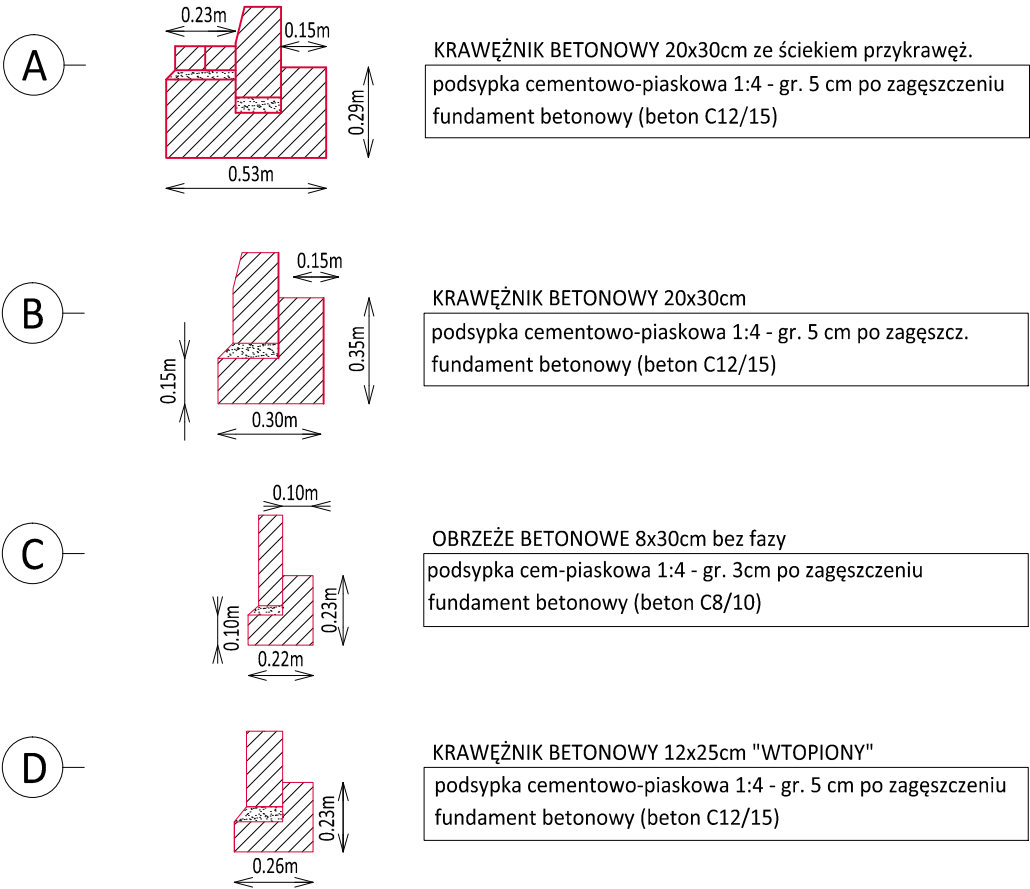 0.23m
0.15m
A
KRAWĘŻNIK BETONOWY 20x30cm ze ściekiem przykrawęż.
podsypka cementowo-piaskowa 1:4 - gr. 5 cm po zagęszczeniu
fundament betonowy (beton C12/15)
0.29m
0.53m
0.15m
B
KRAWĘŻNIK BETONOWY 20x30cm
podsypka cementowo-piaskowa 1:4 - gr. 5 cm po zagęszcz.
fundament betonowy (beton C12/15)
0.35m
0.15m
0.30m
0.10m
C
OBRZEŻE BETONOWE 8x30cm bez fazy
podsypka cem-piaskowa 1:4 - gr. 3cm po zagęszczeniu
fundament betonowy (beton C8/10)
0.23m
0.10m
0.22m
D
KRAWĘŻNIK BETONOWY 12x25cm "WTOPIONY"
podsypka cementowo-piaskowa 1:4 - gr. 5 cm po zagęszczeniu
fundament betonowy (beton C12/15)
0.23m
0.26m